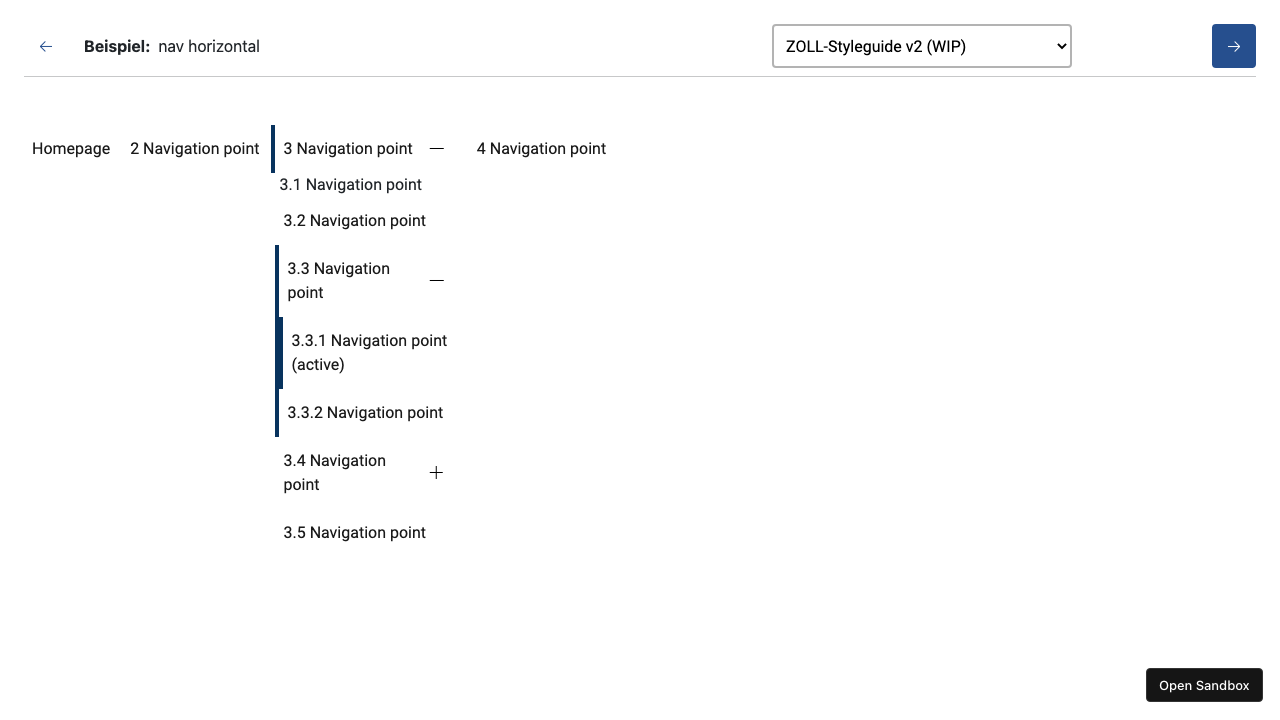 Beispiel: nav horizontal
ZOLL-Styleguide v2 (WIP)
Homepage
2 Navigation point
3 Navigation point
4 Navigation point
3.1 Navigation point
3.2 Navigation point
3.3 Navigation
point
3.3.1 Navigation point
(active)
3.3.2 Navigation point
3.4 Navigation
point
3.5 Navigation point
Open Sandbox